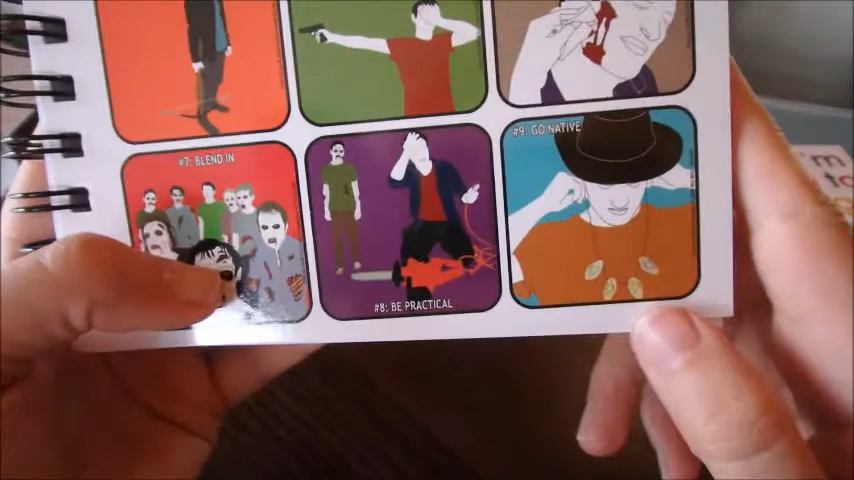 #7: BLEND IN
#8: BE PRACTICAL
#9: GO NATIVE